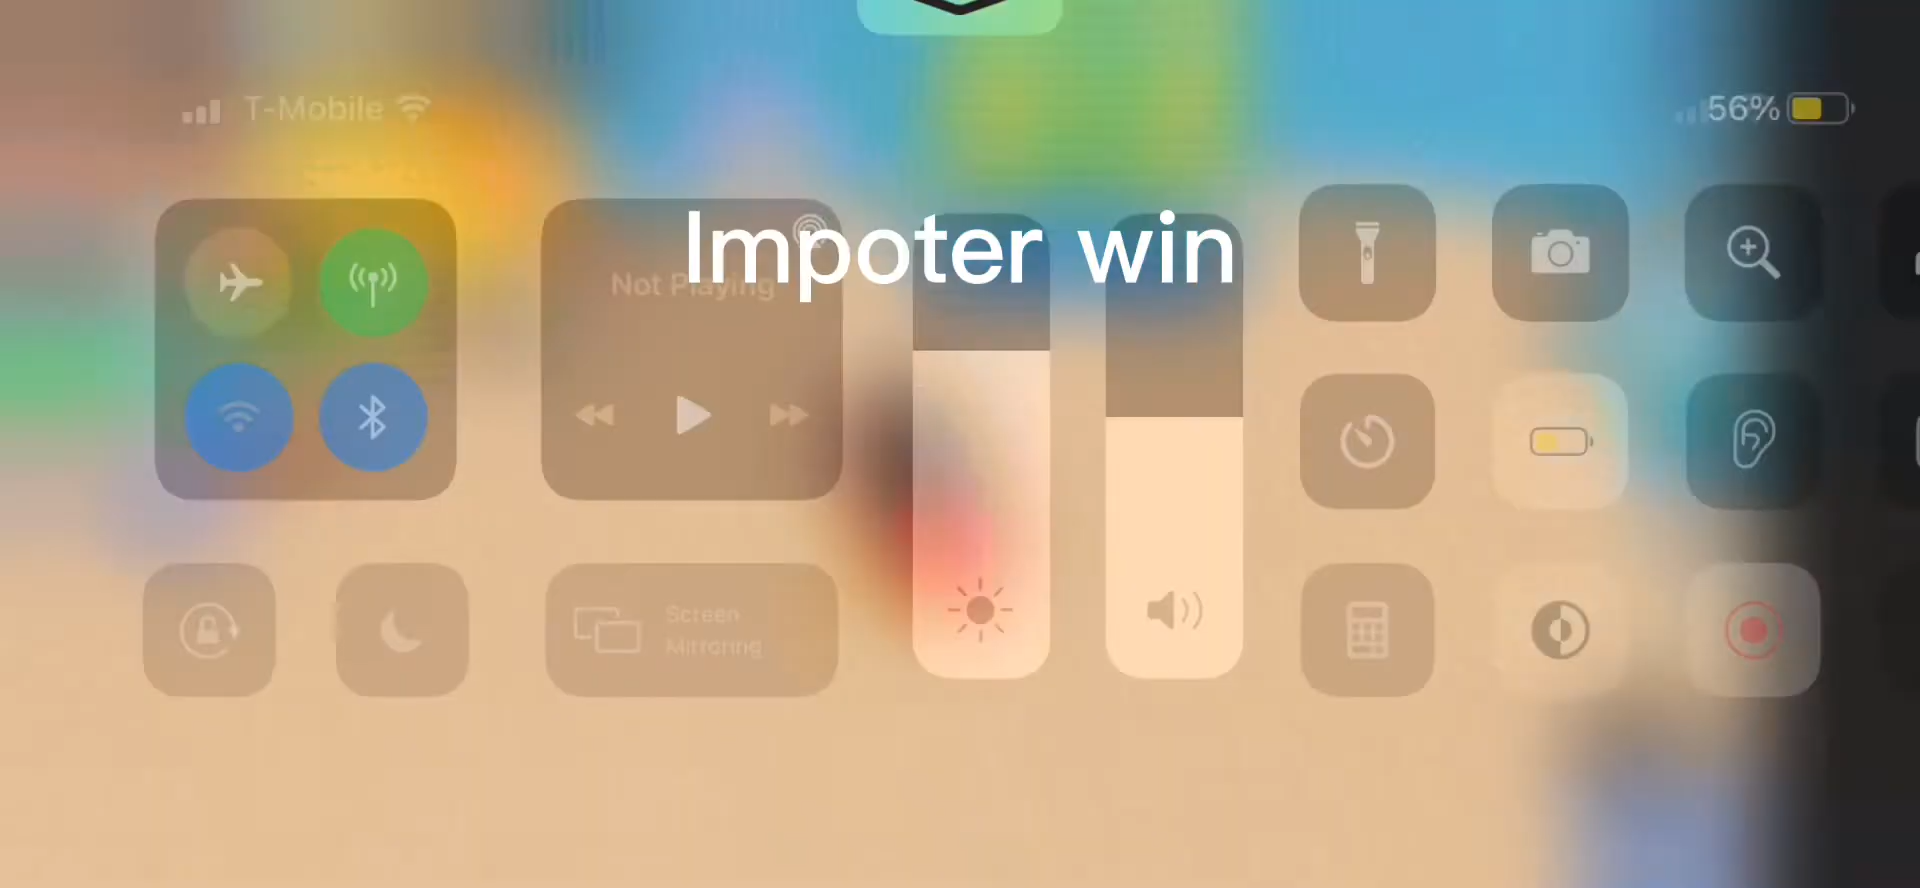 T-Mobile
56%
Impoter win
Not Playing
Screen
Mirroring